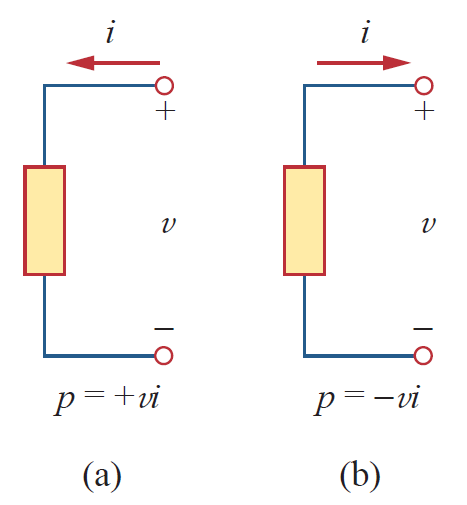 i i
+ +
v v
− −
p = +vi p = −vi
(a) (b)